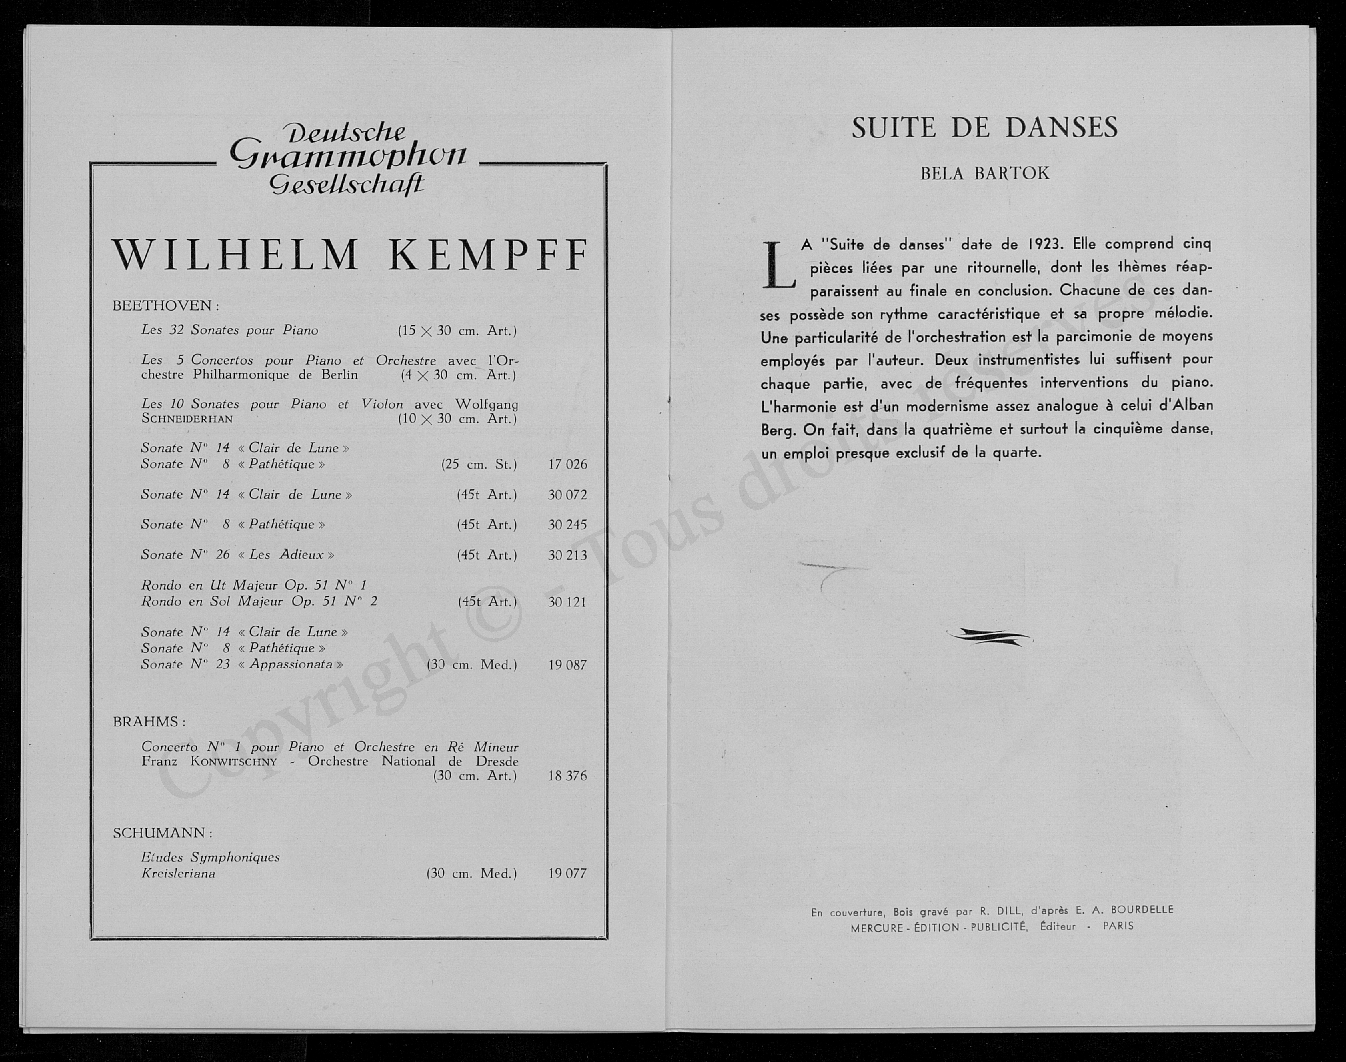 Deutsche
Grammophon
Gesellschaft
WILHELM KEMPFF
BEETHOVEN :
Les 32 Sonates pour Piano (15 × 30 cm. Art.)
Les 5 Concertos pour Piano et Orchestre avec l'Or-
chestre Philharmonique de Berlin (4 × 30 cm. Art.)
Les 10 Sonates pour Piano et Violon avec Wolfgang
SCHNEIDERHAN (10 × 30 cm. Art.)
Sonate N° 14 « Clair de Lune »
Sonate N° 8 « Pathétique » (25 cm. St.) 17 026
Sonate N° 14 « Clair de Lune » (45t Art.) 30 072
Sonate N° 8 « Pathétique » (45t Art.) 30 245
Sonate N° 26 « Les Adieux » (45t Art.) 30 213
Rondo en Ut Majeur Op. 51 N° 1
Rondo en Sol Majeur Op. 51 N° 2 (45t Art.) 30 121
Sonate N° 14 « Clair de Lune »
Sonate N° 8 « Pathétique »
Sonate N° 23 « Appassionata » (30 cm. Med.) 19 087
BRAHMS :
Concerto N° 1 pour Piano et Orchestre en Ré Mineur
Franz KONWITSCHNY - Orchestre National de Dresde
(30 cm. Art.) 18 376
SCHUMANN :
Etudes Symphoniques
Kreisleriana (30 cm. Med.) 19 077
SUITE DE DANSES
BELA BARTOK
LA "Suite de danses" date de 1923. Elle comprend cinq
pièces liées par une ritournelle, dont les thèmes réap-
paraissent au finale en conclusion. Chacune de ces dan-
ses possède son rythme caractéristique et sa propre mélodie.
Une particularité de l'orchestration est la parcimonie de moyens
employés par l'auteur. Deux instrumentistes lui suffisent pour
chaque partie, avec de fréquentes interventions du piano.
L'harmonie est d'un modernisme assez analogue à celui d'Alban
Berg. On fait, dans la quatrième et surtout la cinquième danse,
un emploi presque exclusif de la quarte.
En couverture, Bois gravé par R. DILL, d'après E. A. BOURDELLE
MERCURE - ÉDITION - PUBLICITÉ, Éditeur - PARIS
Copyright © - Tous droits réservés.